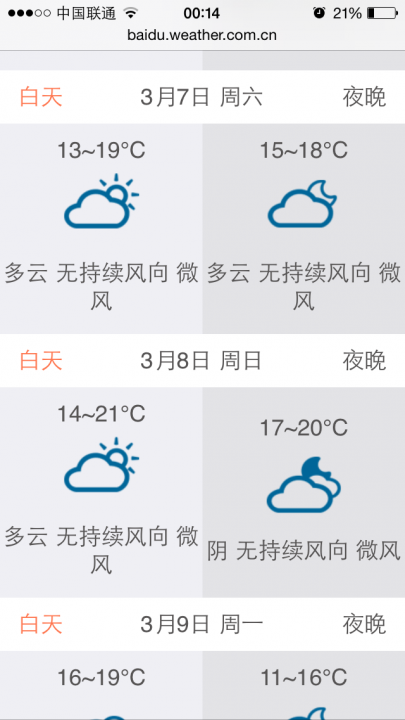 中国联通 00:14 21%
baidu.weather.com.cn
白天 3月7日 周六 夜晚
13~19°C 15~18°C
多云 无持续风向 微风 多云 无持续风向 微风
白天 3月8日 周日 夜晚
14~21°C 17~20°C
多云 无持续风向 微风 阴 无持续风向 微风
白天 3月9日 周一 夜晚
16~19°C 11~16°C